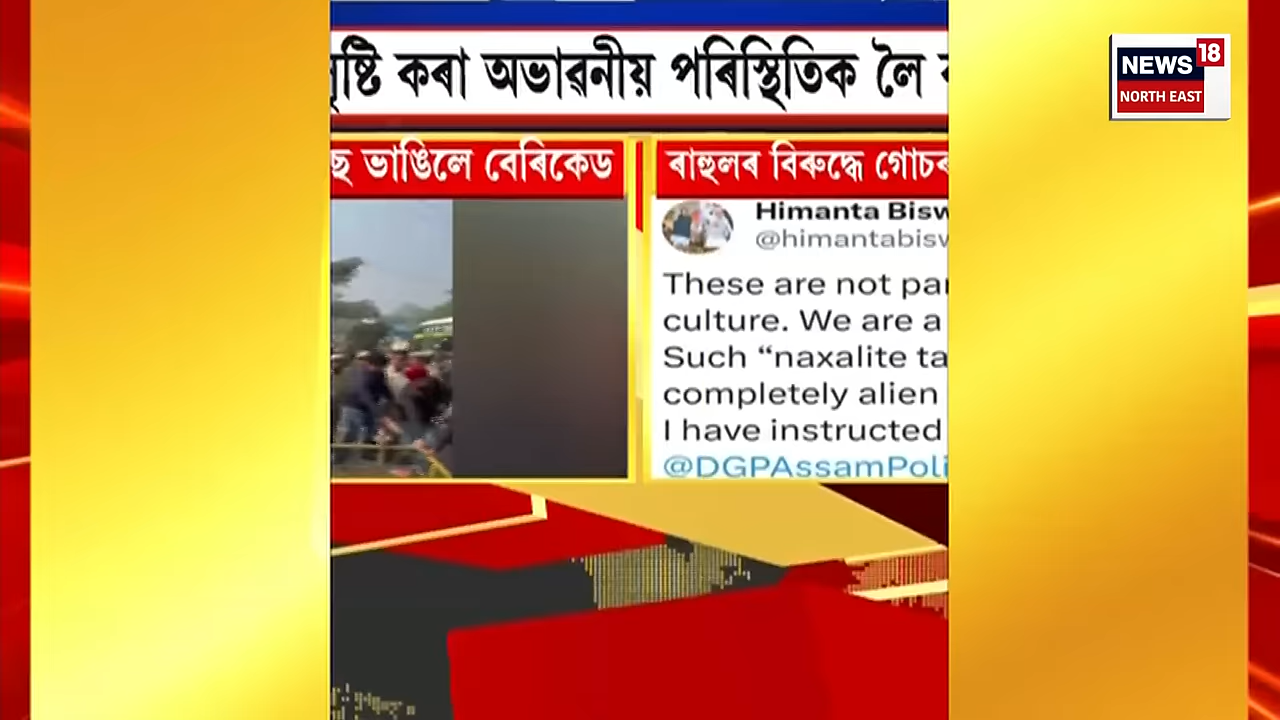 কৰা অভাৱনীয় পৰিস্থিতিক লৈ
NEWS 18
NORTH EAST
ভাঙিলে বেৰিকেড
ৰাহুলৰ বিৰুদ্ধে গোচৰ
Himanta Bisw
@himantabisw
These are not par
culture. We are a
Such “naxalite ta
completely alien
I have instructed
@DGPAssamPoli